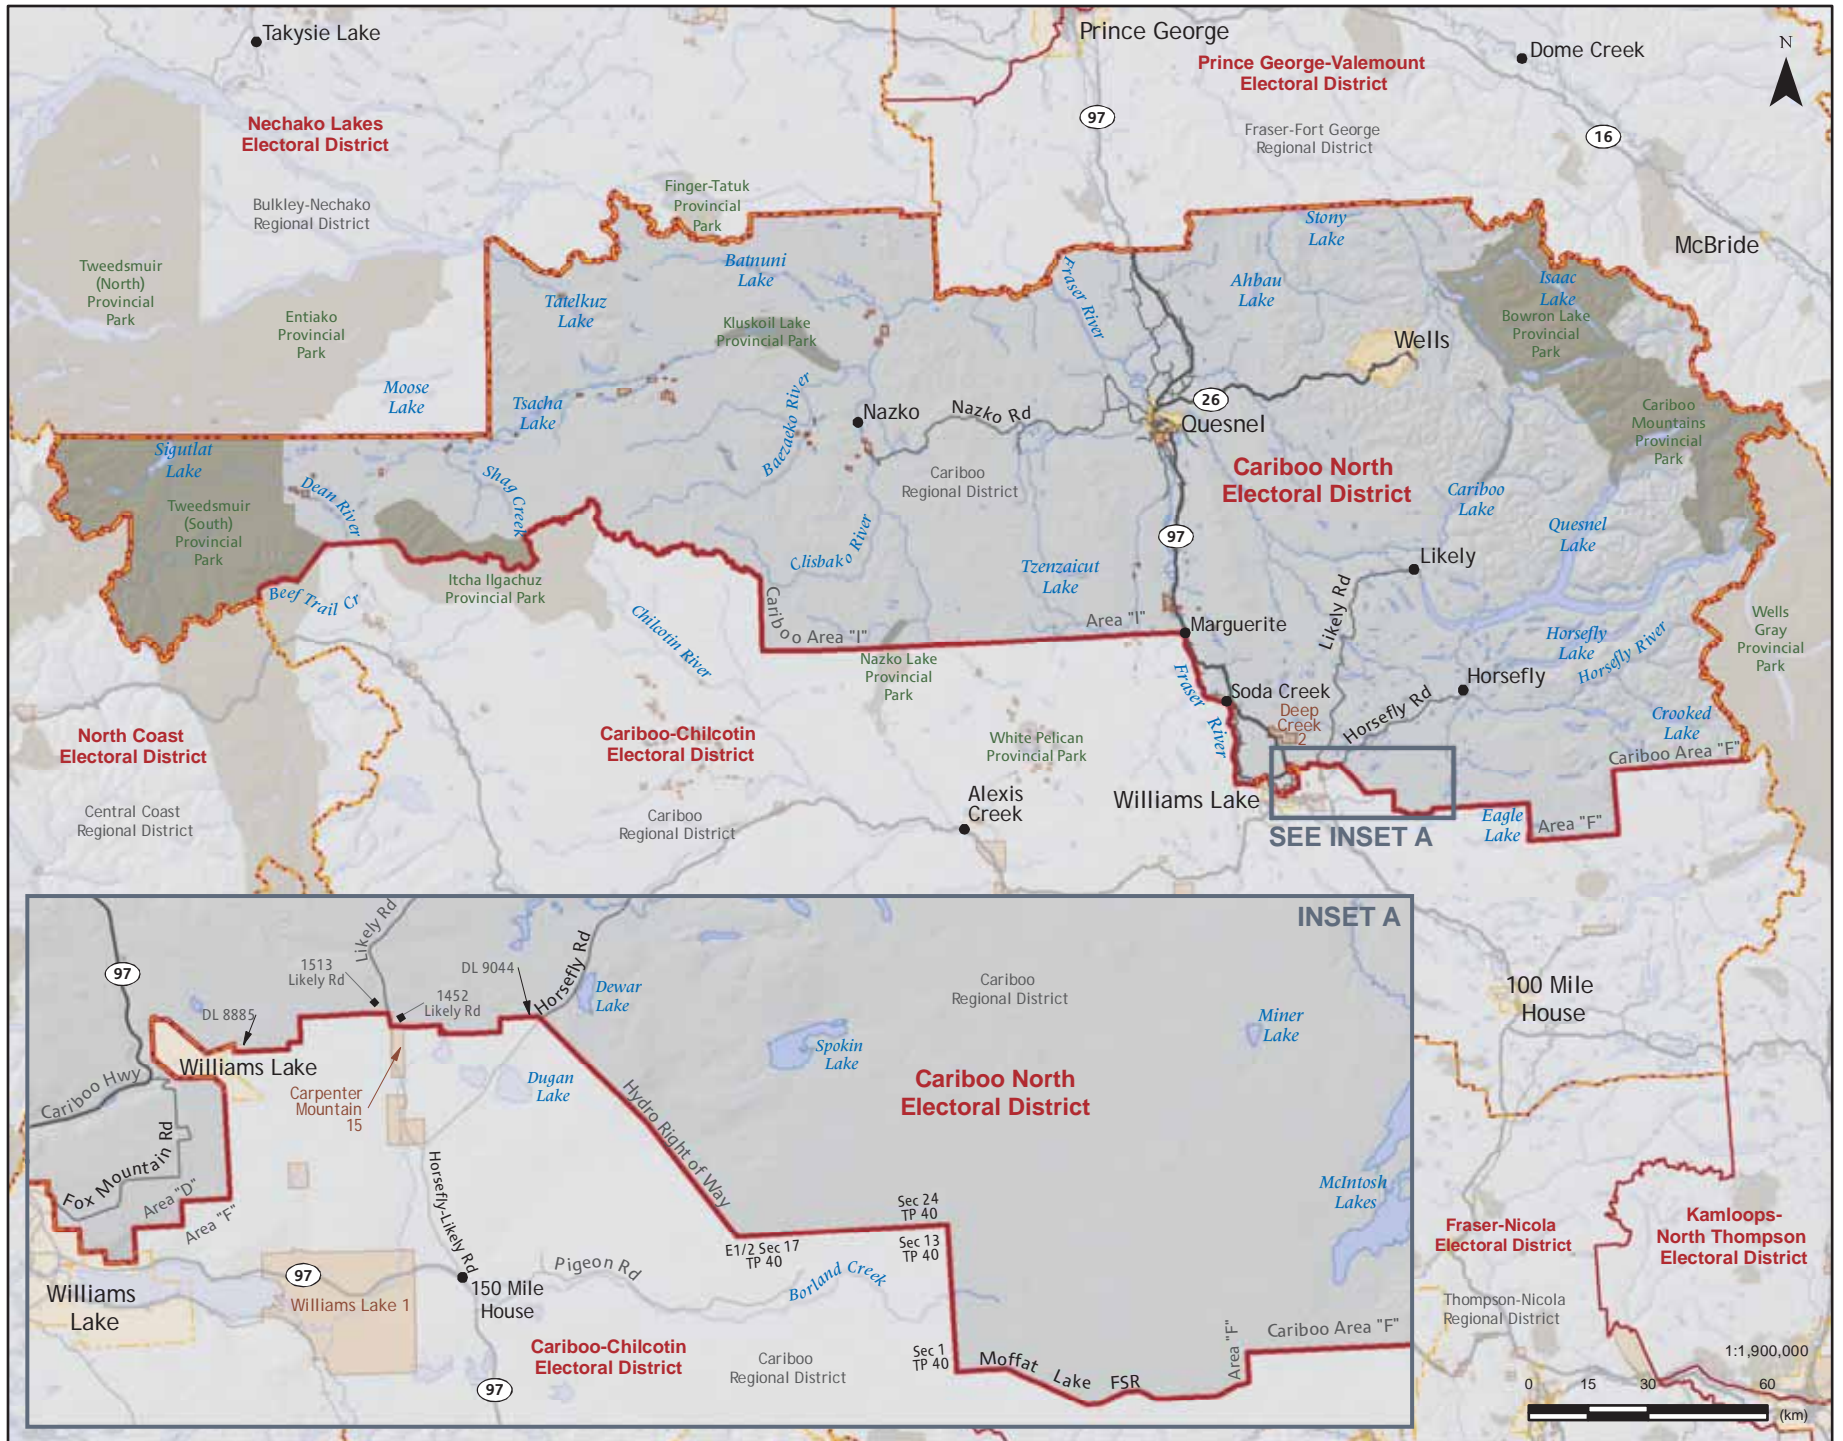 Takysie Lake
Prince George
Dome Creek
N
Prince George-Valemount
Electoral District
97
Nechako Lakes
Electoral District
Fraser-Fort George
Regional District
16
Finger-Tatuk
Provincial
Park
Bulkley-Nechako
Regional District
Stony
Lake
McBride
Tweedsmuir
(North)
Provincial
Park
Batnuni
Lake
Fraser River
Ahbau
Lake
Isaac
Lake
Tatelkuz
Lake
Entiako
Provincial
Park
Kluskoil Lake
Provincial Park
Bowron Lake
Provincial
Park
Wells
Moose
Lake
Tsacha
Lake
Baezaeko River
Nazko
Nazko Rd
26
Quesnel
Cariboo
Mountains
Provincial
Park
Sigutlat
Lake
Dean River
Shag Creek
Cariboo
Regional District
Cariboo North
Electoral District
Cariboo
Lake
Tweedsmuir
(South)
Provincial
Park
Quesnel
Lake
97
Clisbako River
Likely
Tzenzaicut
Lake
Itcha Ilgachuz
Provincial Park
Beef Trail Cr
Likely Rd
Cariboo Area "I"
Area "I"
Marguerite
Chilcotin River
Wells
Gray
Provincial
Park
Horsefly
Lake
Horsefly River
Nazko Lake
Provincial
Park
Fraser River
Soda Creek
Horsefly
Deep
Creek
2
Horsefly Rd
Crooked
Lake
North Coast
Electoral District
Cariboo-Chilcotin
Electoral District
White Pelican
Provincial Park
Cariboo Area "F"
Central Coast
Regional District
Cariboo
Regional District
Alexis
Creek
Williams Lake
Eagle
Lake
Area "F"
SEE INSET A
INSET A
Likely Rd
97
1513
Likely Rd
DL 9044
Horsefly Rd
1452
Likely Rd
Dewar
Lake
Cariboo
Regional District
DL 8885
Miner
Lake
Spokin
Lake
Williams Lake
Cariboo Hwy
Dugan
Lake
Cariboo North
Electoral District
Carpenter
Mountain
15
Hydro Right of Way
Fox Mountain Rd
Area "D"
Area "F"
Horsefly-Likely Rd
McIntosh
Lakes
Sec 24
TP 40
Sec 13
TP 40
E1/2 Sec 17
TP 40
Pigeon Rd
Borland Creek
97
150 Mile
House
Williams
Lake
Williams Lake 1
Cariboo-Chilcotin
Electoral District
Cariboo
Regional District
Sec 1
TP 40
Moffat Lake FSR
Area "F"
Cariboo Area "F"
97
100 Mile
House
Fraser-Nicola
Electoral District
Kamloops-
North Thompson
Electoral District
Thompson-Nicola
Regional District
1:1,900,000
0 15 30 60
(km)